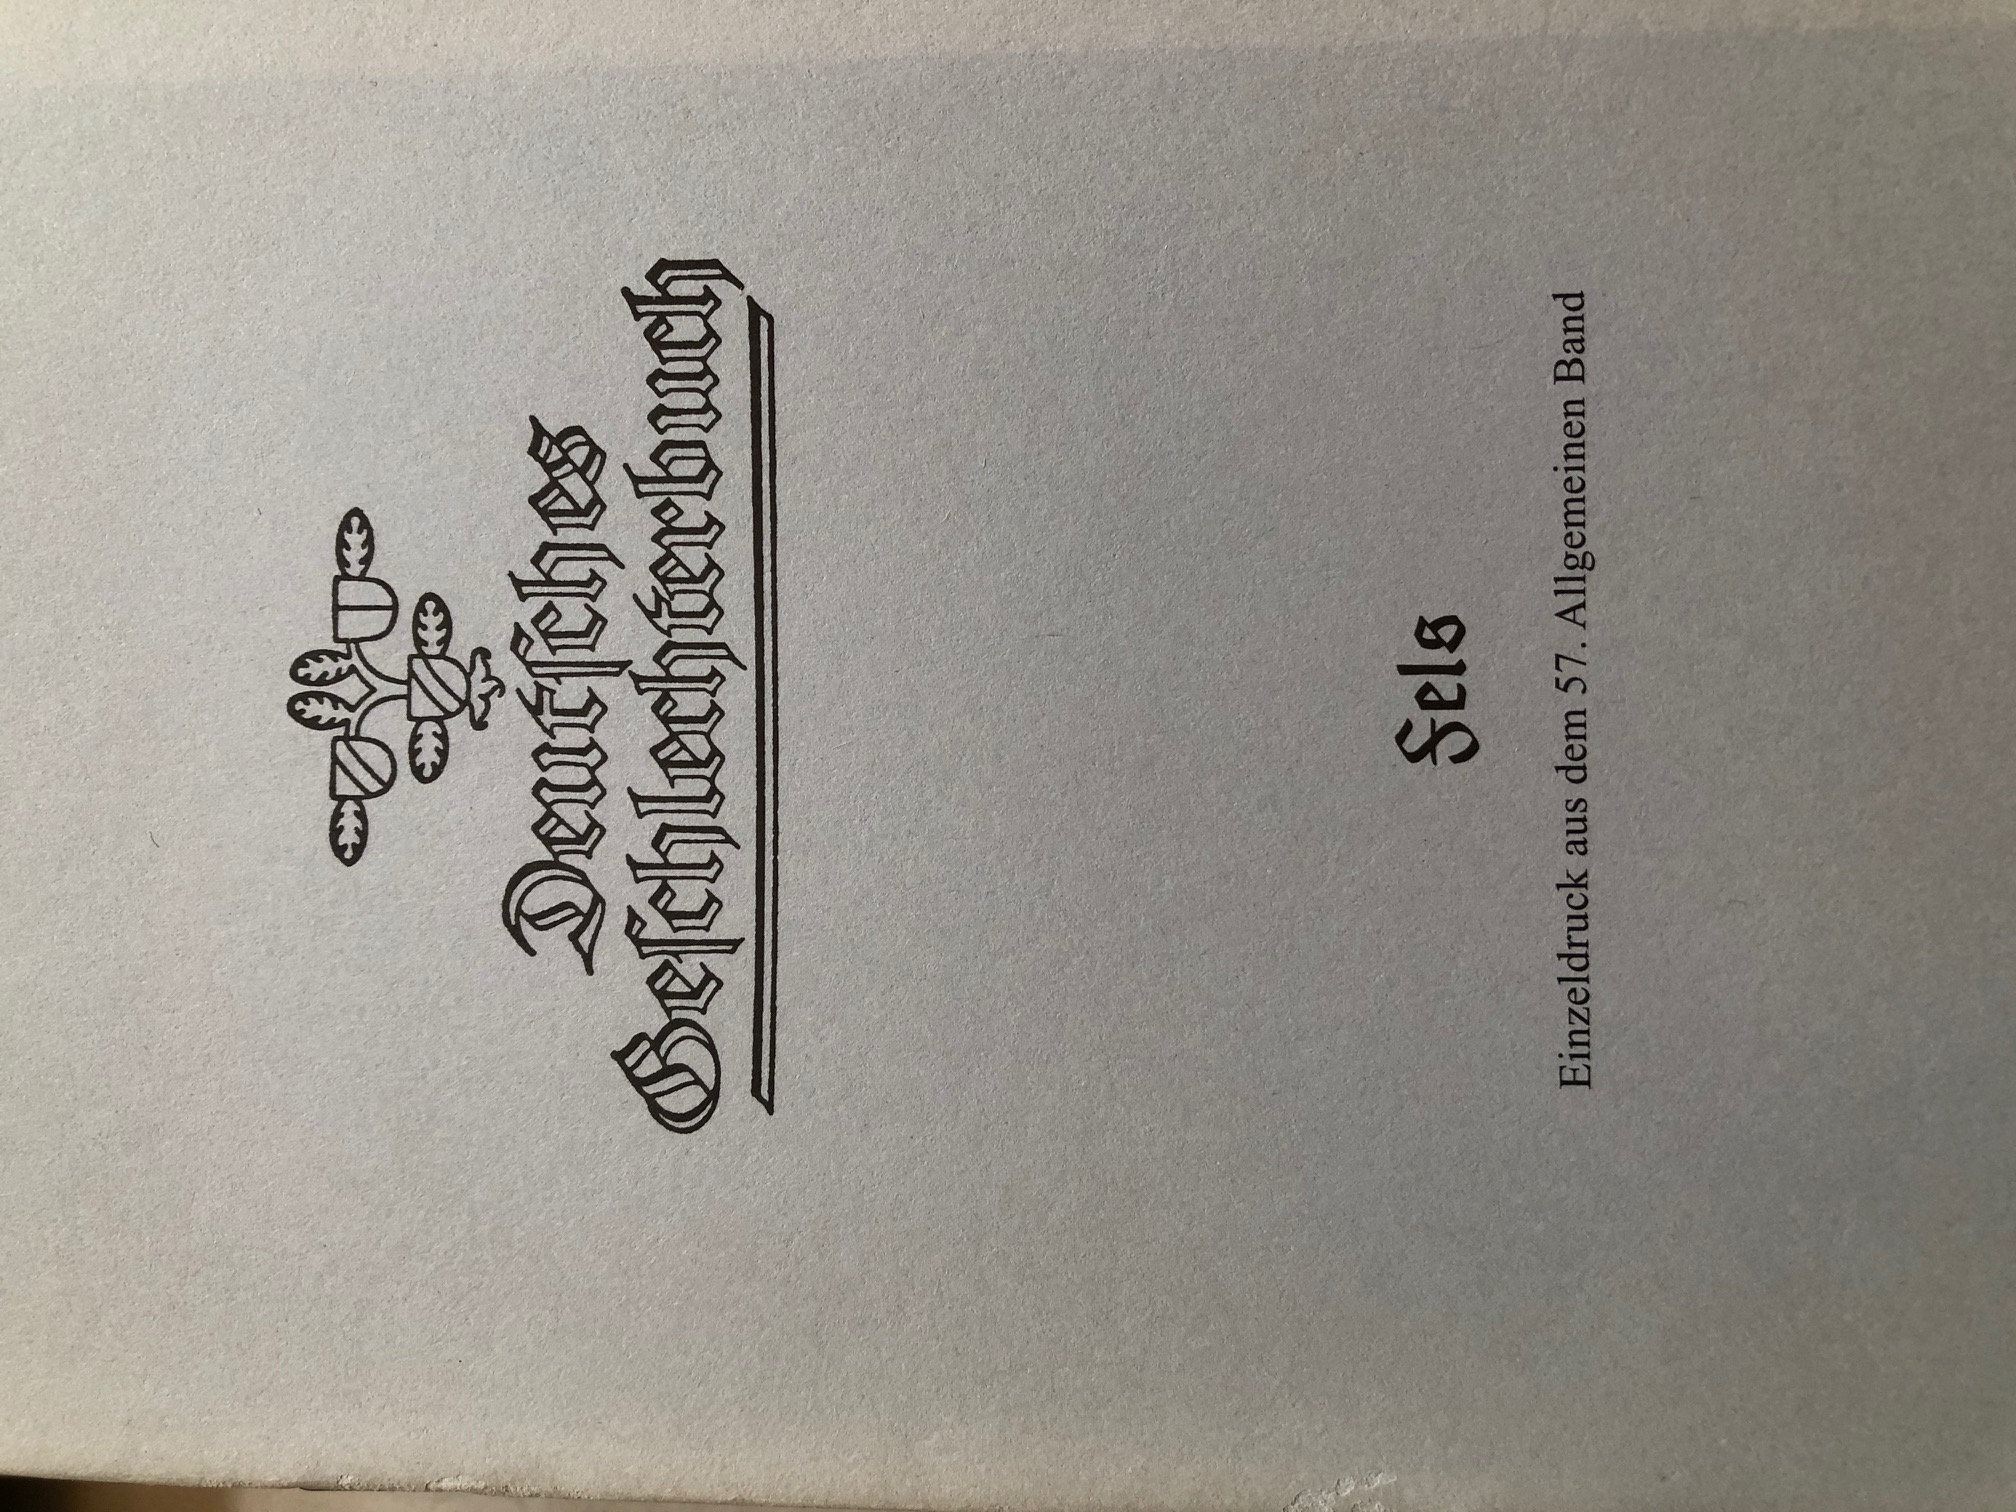 Deutſches
Geſchlechterbuch
Fels
Einzeldruck aus dem 57. Allgemeinen Band